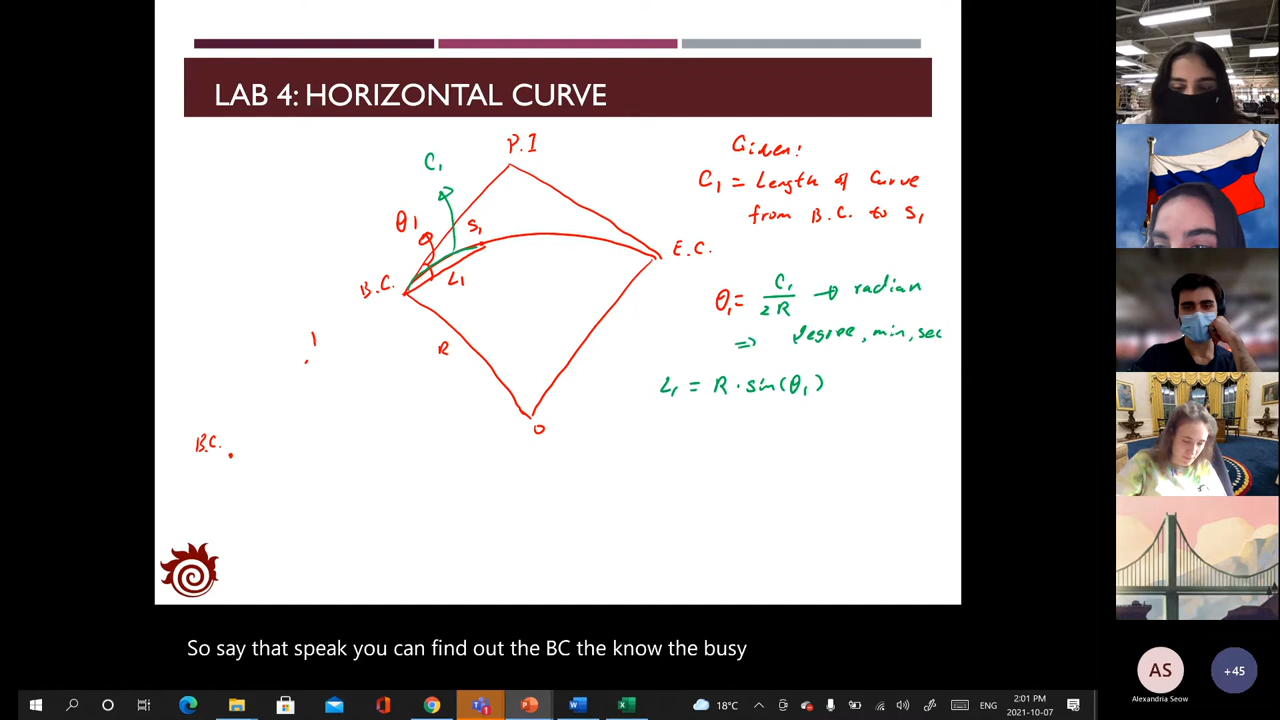 LAB 4: HORIZONTAL CURVE
P.I
C1
θ1
S1
B.C.
L1
E.C.
R
O
B.C.
Given:
C1 = Length of Curve
from B.C. to S1
θ1 = C1 / 2R → radian
⇒ degree, min, sec
L1 = R · sin(θ1)
So say that speak you can find out the BC the know the busy
AS
Alexandria Seow
+45
1
18°C
ENG
2:01 PM
2021-10-07